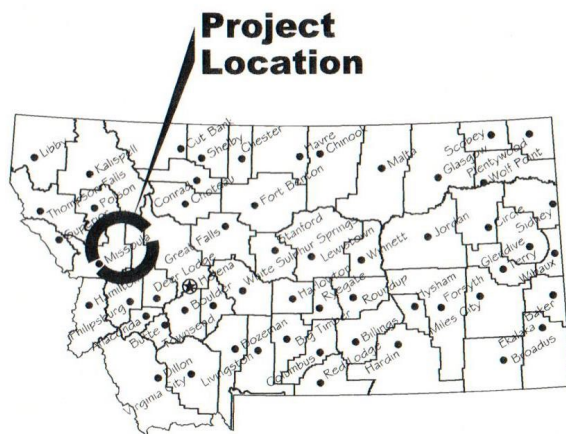 Project
Location
Libby
Kalispell
Cut Bank
Shelby
Chester
Havre
Chinook
Malta
Scobey
Glasgow
Plentywood
Wolf Point
Thompson Falls
Polson
Conrad
Choteau
Fort Benton
Superior
Missoula
Great Falls
Stanford
Lewistown
Winnett
Jordan
Circle
Sidney
Glendive
Terry
Wibaux
Hamilton
Philipsburg
Deer Lodge
Helena
White Sulphur Springs
Harlowton
Ryegate
Roundup
Hysham
Forsyth
Miles City
Baker
Ekalaka
Broadus
Anaconda
Butte
Boulder
Townsend
Bozeman
Livingston
Big Timber
Columbus
Billings
Red Lodge
Hardin
Dillon
Virginia City